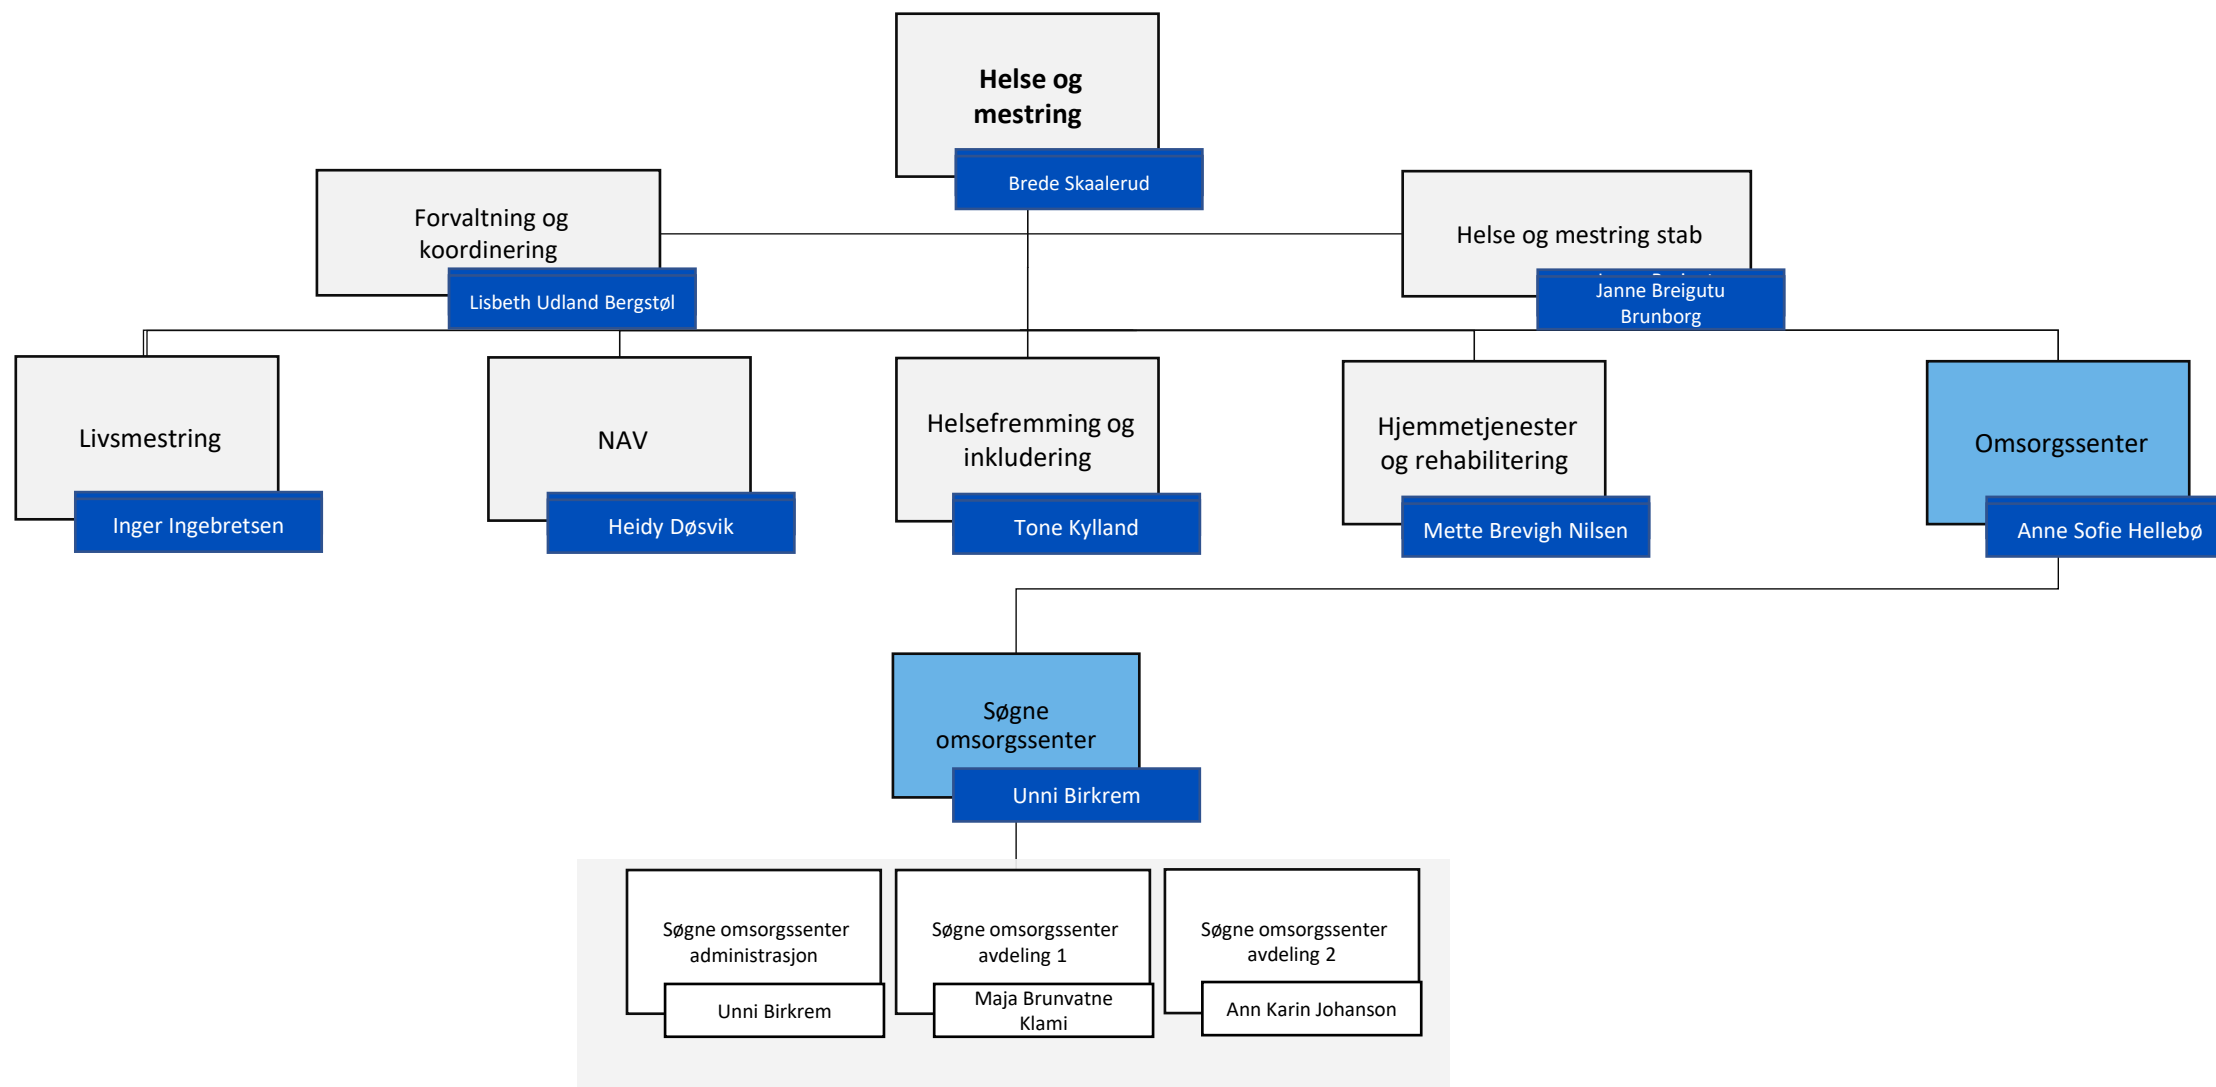 Helse og
mestring
Brede Skaalerud
Forvaltning og
koordinering
Lisbeth Udland Bergstøl
Helse og mestring stab
Janne Breigutu
Brunborg
Livsmestring
Inger Ingebretsen
NAV
Heidy Døsvik
Helsefremming og
inkludering
Tone Kylland
Hjemmetjenester
og rehabilitering
Mette Brevigh Nilsen
Omsorgssenter
Anne Sofie Hellebø
Søgne
omsorgssenter
Unni Birkrem
Søgne omsorgssenter
administrasjon
Unni Birkrem
Søgne omsorgssenter
avdeling 1
Maja Brunvatne
Klami
Søgne omsorgssenter
avdeling 2
Ann Karin Johanson